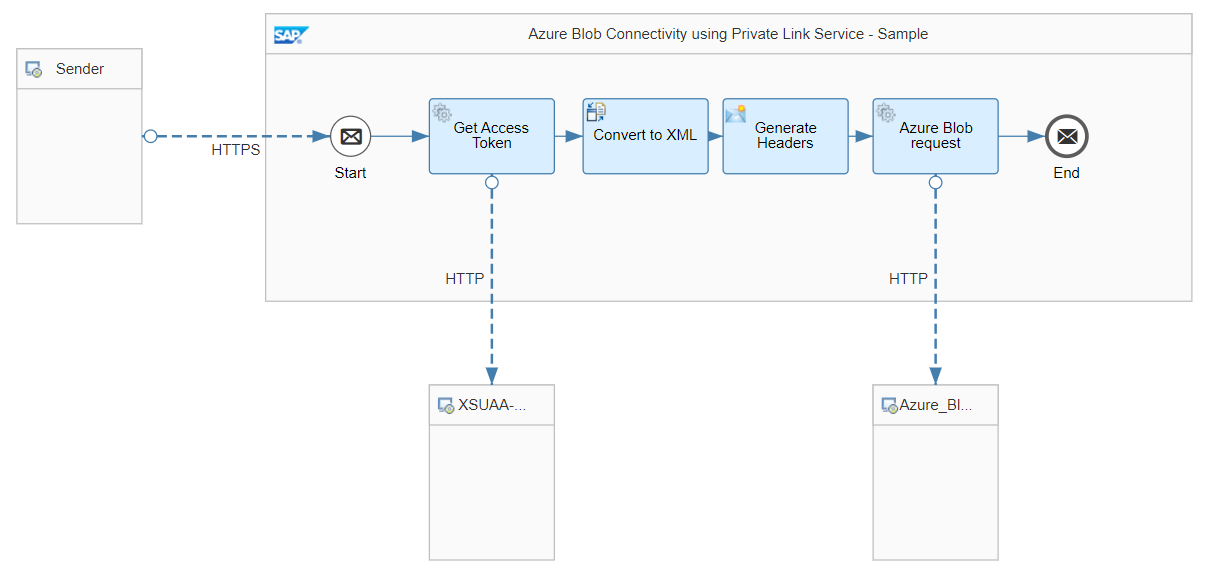 SAP
Azure Blob Connectivity using Private Link Service - Sample
Sender
HTTPS
Start
Get Access
Token
Convert to XML
Generate
Headers
Azure Blob
request
End
HTTP
HTTP
XSUAA-...
Azure_Bl...